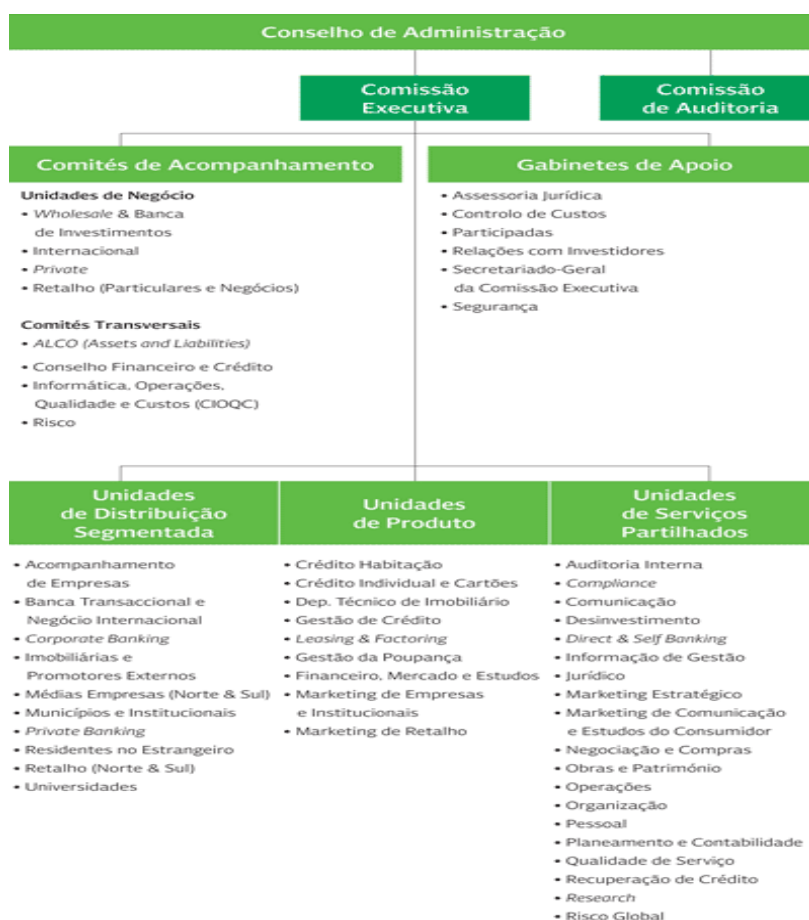 Conselho de Administração
Comissão
Executiva
Comissão
de Auditoria
Comités de Acompanhamento
Unidades de Negócio
• Wholesale & Banca
de Investimentos
• Internacional
• Private
• Retalho (Particulares e Negócios)
Comités Transversais
• ALCO (Assets and Liabilities)
• Conselho Financeiro e Crédito
• Informática, Operações,
Qualidade e Custos (CIOQC)
• Risco
Gabinetes de Apoio
• Assessoria Jurídica
• Controlo de Custos
• Participadas
• Relações com Investidores
• Secretariado-Geral
da Comissão Executiva
• Segurança
Unidades
de Distribuição
Segmentada
• Acompanhamento
de Empresas
• Banca Transaccional e
Negócio Internacional
• Corporate Banking
• Imobiliárias e
Promotores Externos
• Médias Empresas (Norte & Sul)
• Municípios e Institucionais
• Private Banking
• Residentes no Estrangeiro
• Retalho (Norte & Sul)
• Universidades
Unidades
de Produto
• Crédito Habitação
• Crédito Individual e Cartões
• Dep. Técnico de Imobiliário
• Gestão de Crédito
• Leasing & Factoring
• Gestão da Poupança
• Financeiro, Mercado e Estudos
• Marketing de Empresas
e Institucionais
• Marketing de Retalho
Unidades
de Serviços
Partilhados
• Auditoria Interna
• Compliance
• Comunicação
• Desinvestimento
• Direct & Self Banking
• Informação de Gestão
• Jurídico
• Marketing Estratégico
• Marketing de Comunicação
e Estudos do Consumidor
• Negociação e Compras
• Obras e Património
• Operações
• Organização
• Pessoal
• Planeamento e Contabilidade
• Qualidade de Serviço
• Recuperação de Crédito
• Research
• Risco Global